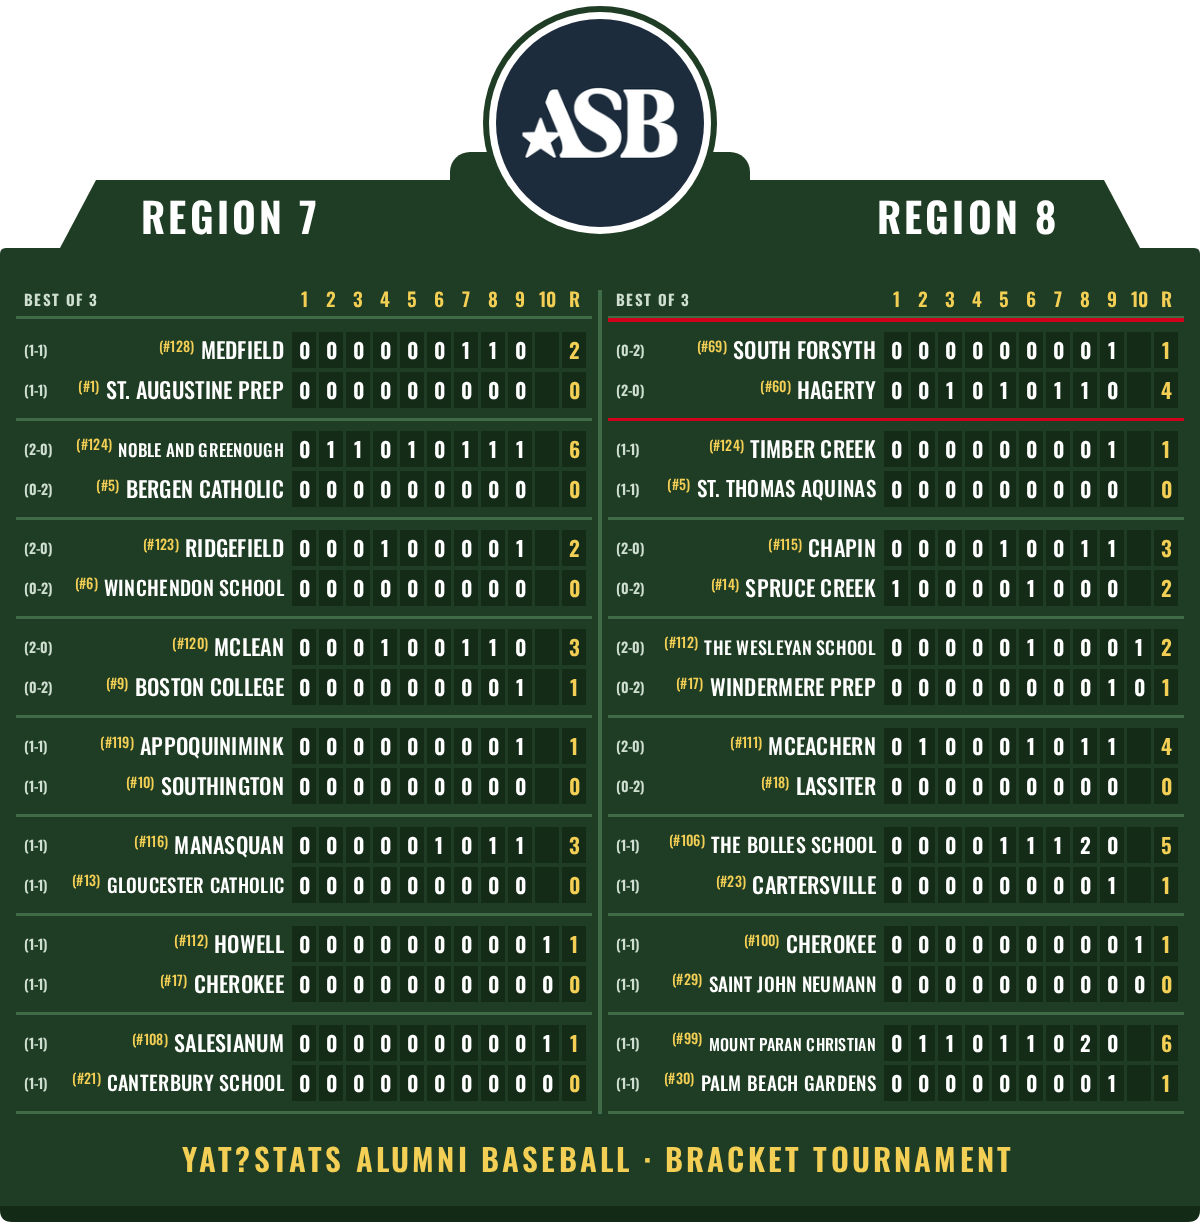 ASB
REGION 7
REGION 8
BEST OF 3 1 2 3 4 5 6 7 8 9 10 R
(1-1) (#128) MEDFIELD 0 0 0 0 0 0 1 1 0 2
(1-1) (#1) ST. AUGUSTINE PREP 0 0 0 0 0 0 0 0 0 0
(2-0) (#124) NOBLE AND GREENOUGH 0 1 1 0 1 0 1 1 1 6
(0-2) (#5) BERGEN CATHOLIC 0 0 0 0 0 0 0 0 0 0
(2-0) (#123) RIDGEFIELD 0 0 0 1 0 0 0 0 1 2
(0-2) (#6) WINCHENDON SCHOOL 0 0 0 0 0 0 0 0 0 0
(2-0) (#120) MCLEAN 0 0 0 1 0 0 1 1 0 3
(0-2) (#9) BOSTON COLLEGE 0 0 0 0 0 0 0 0 1 1
(1-1) (#119) APPOQUINIMINK 0 0 0 0 0 0 0 0 1 1
(1-1) (#10) SOUTHINGTON 0 0 0 0 0 0 0 0 0 0
(1-1) (#116) MANASQUAN 0 0 0 0 0 1 0 1 1 3
(1-1) (#13) GLOUCESTER CATHOLIC 0 0 0 0 0 0 0 0 0 0
(1-1) (#112) HOWELL 0 0 0 0 0 0 0 0 0 1 1
(1-1) (#17) CHEROKEE 0 0 0 0 0 0 0 0 0 0 0
(1-1) (#108) SALESIANUM 0 0 0 0 0 0 0 0 0 1 1
(1-1) (#21) CANTERBURY SCHOOL 0 0 0 0 0 0 0 0 0 0 0
BEST OF 3 1 2 3 4 5 6 7 8 9 10 R
(0-2) (#69) SOUTH FORSYTH 0 0 0 0 0 0 0 0 1 1
(2-0) (#60) HAGERTY 0 0 1 0 1 0 1 1 0 4
(1-1) (#124) TIMBER CREEK 0 0 0 0 0 0 0 0 1 1
(1-1) (#5) ST. THOMAS AQUINAS 0 0 0 0 0 0 0 0 0 0
(2-0) (#115) CHAPIN 0 0 0 0 1 0 0 1 1 3
(0-2) (#14) SPRUCE CREEK 1 0 0 0 0 1 0 0 0 2
(2-0) (#112) THE WESLEYAN SCHOOL 0 0 0 0 0 1 0 0 0 1 2
(0-2) (#17) WINDERMERE PREP 0 0 0 0 0 0 0 0 1 0 1
(2-0) (#111) MCEACHERN 0 1 0 0 0 1 0 1 1 4
(0-2) (#18) LASSITER 0 0 0 0 0 0 0 0 0 0
(1-1) (#106) THE BOLLES SCHOOL 0 0 0 0 1 1 1 2 0 5
(1-1) (#23) CARTERSVILLE 0 0 0 0 0 0 0 0 1 1
(1-1) (#100) CHEROKEE 0 0 0 0 0 0 0 0 0 1 1
(1-1) (#29) SAINT JOHN NEUMANN 0 0 0 0 0 0 0 0 0 0 0
(1-1) (#99) MOUNT PARAN CHRISTIAN 0 1 1 0 1 1 0 2 0 6
(1-1) (#30) PALM BEACH GARDENS 0 0 0 0 0 0 0 0 1 1
YAT?STATS ALUMNI BASEBALL · BRACKET TOURNAMENT